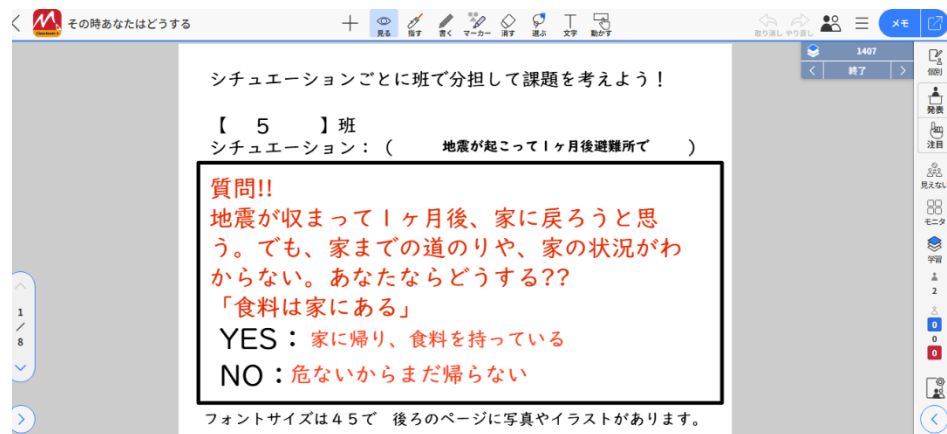 その時あなたはどうする
見る
指す
書く
マーカー
消す
選ぶ
文字
動かす
取り消し やり直し
メモ
1407
終了
個別
発表
注目
見えない
モニタ
学習
2
0
0
0
1
/
8
シチュエーションごとに班で分担して課題を考えよう!
【 5 】班
シチュエーション:( 地震が起こって1ヶ月後避難所で )
質問!!
地震が収まって1ヶ月後、家に戻ろうと思
う。でも、家までの道のりや、家の状況がわ
からない。あなたならどうする??
「食料は家にある」
YES:家に帰り、食料を持っている
NO:危ないからまだ帰らない
フォントサイズは45で 後ろのページに写真やイラストがあります。